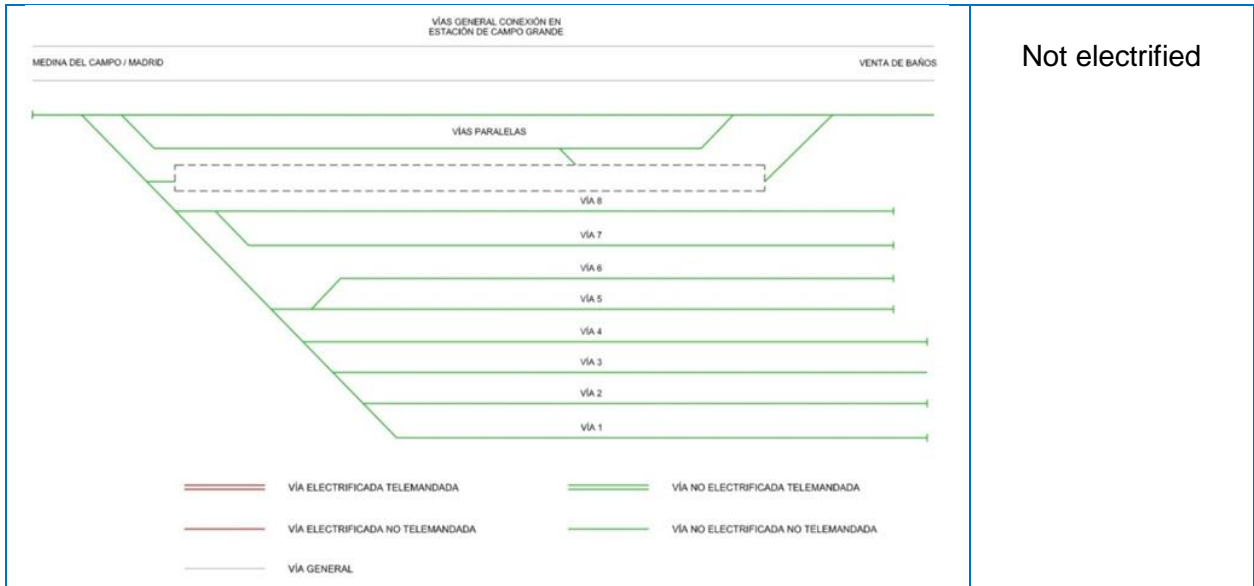 VÍAS GENERAL CONEXIÓN EN
ESTACIÓN DE CAMPO GRANDE
MEDINA DEL CAMPO / MADRID
VENTA DE BAÑOS
VÍAS PARALELAS
VÍA 8
VÍA 7
VÍA 6
VÍA 5
VÍA 4
VÍA 3
VÍA 2
VÍA 1
VÍA ELECTRIFICADA TELEMANDADA
VÍA NO ELECTRIFICADA TELEMANDADA
VÍA ELECTRIFICADA NO TELEMANDADA
VÍA NO ELECTRIFICADA NO TELEMANDADA
VÍA GENERAL
Not electrified